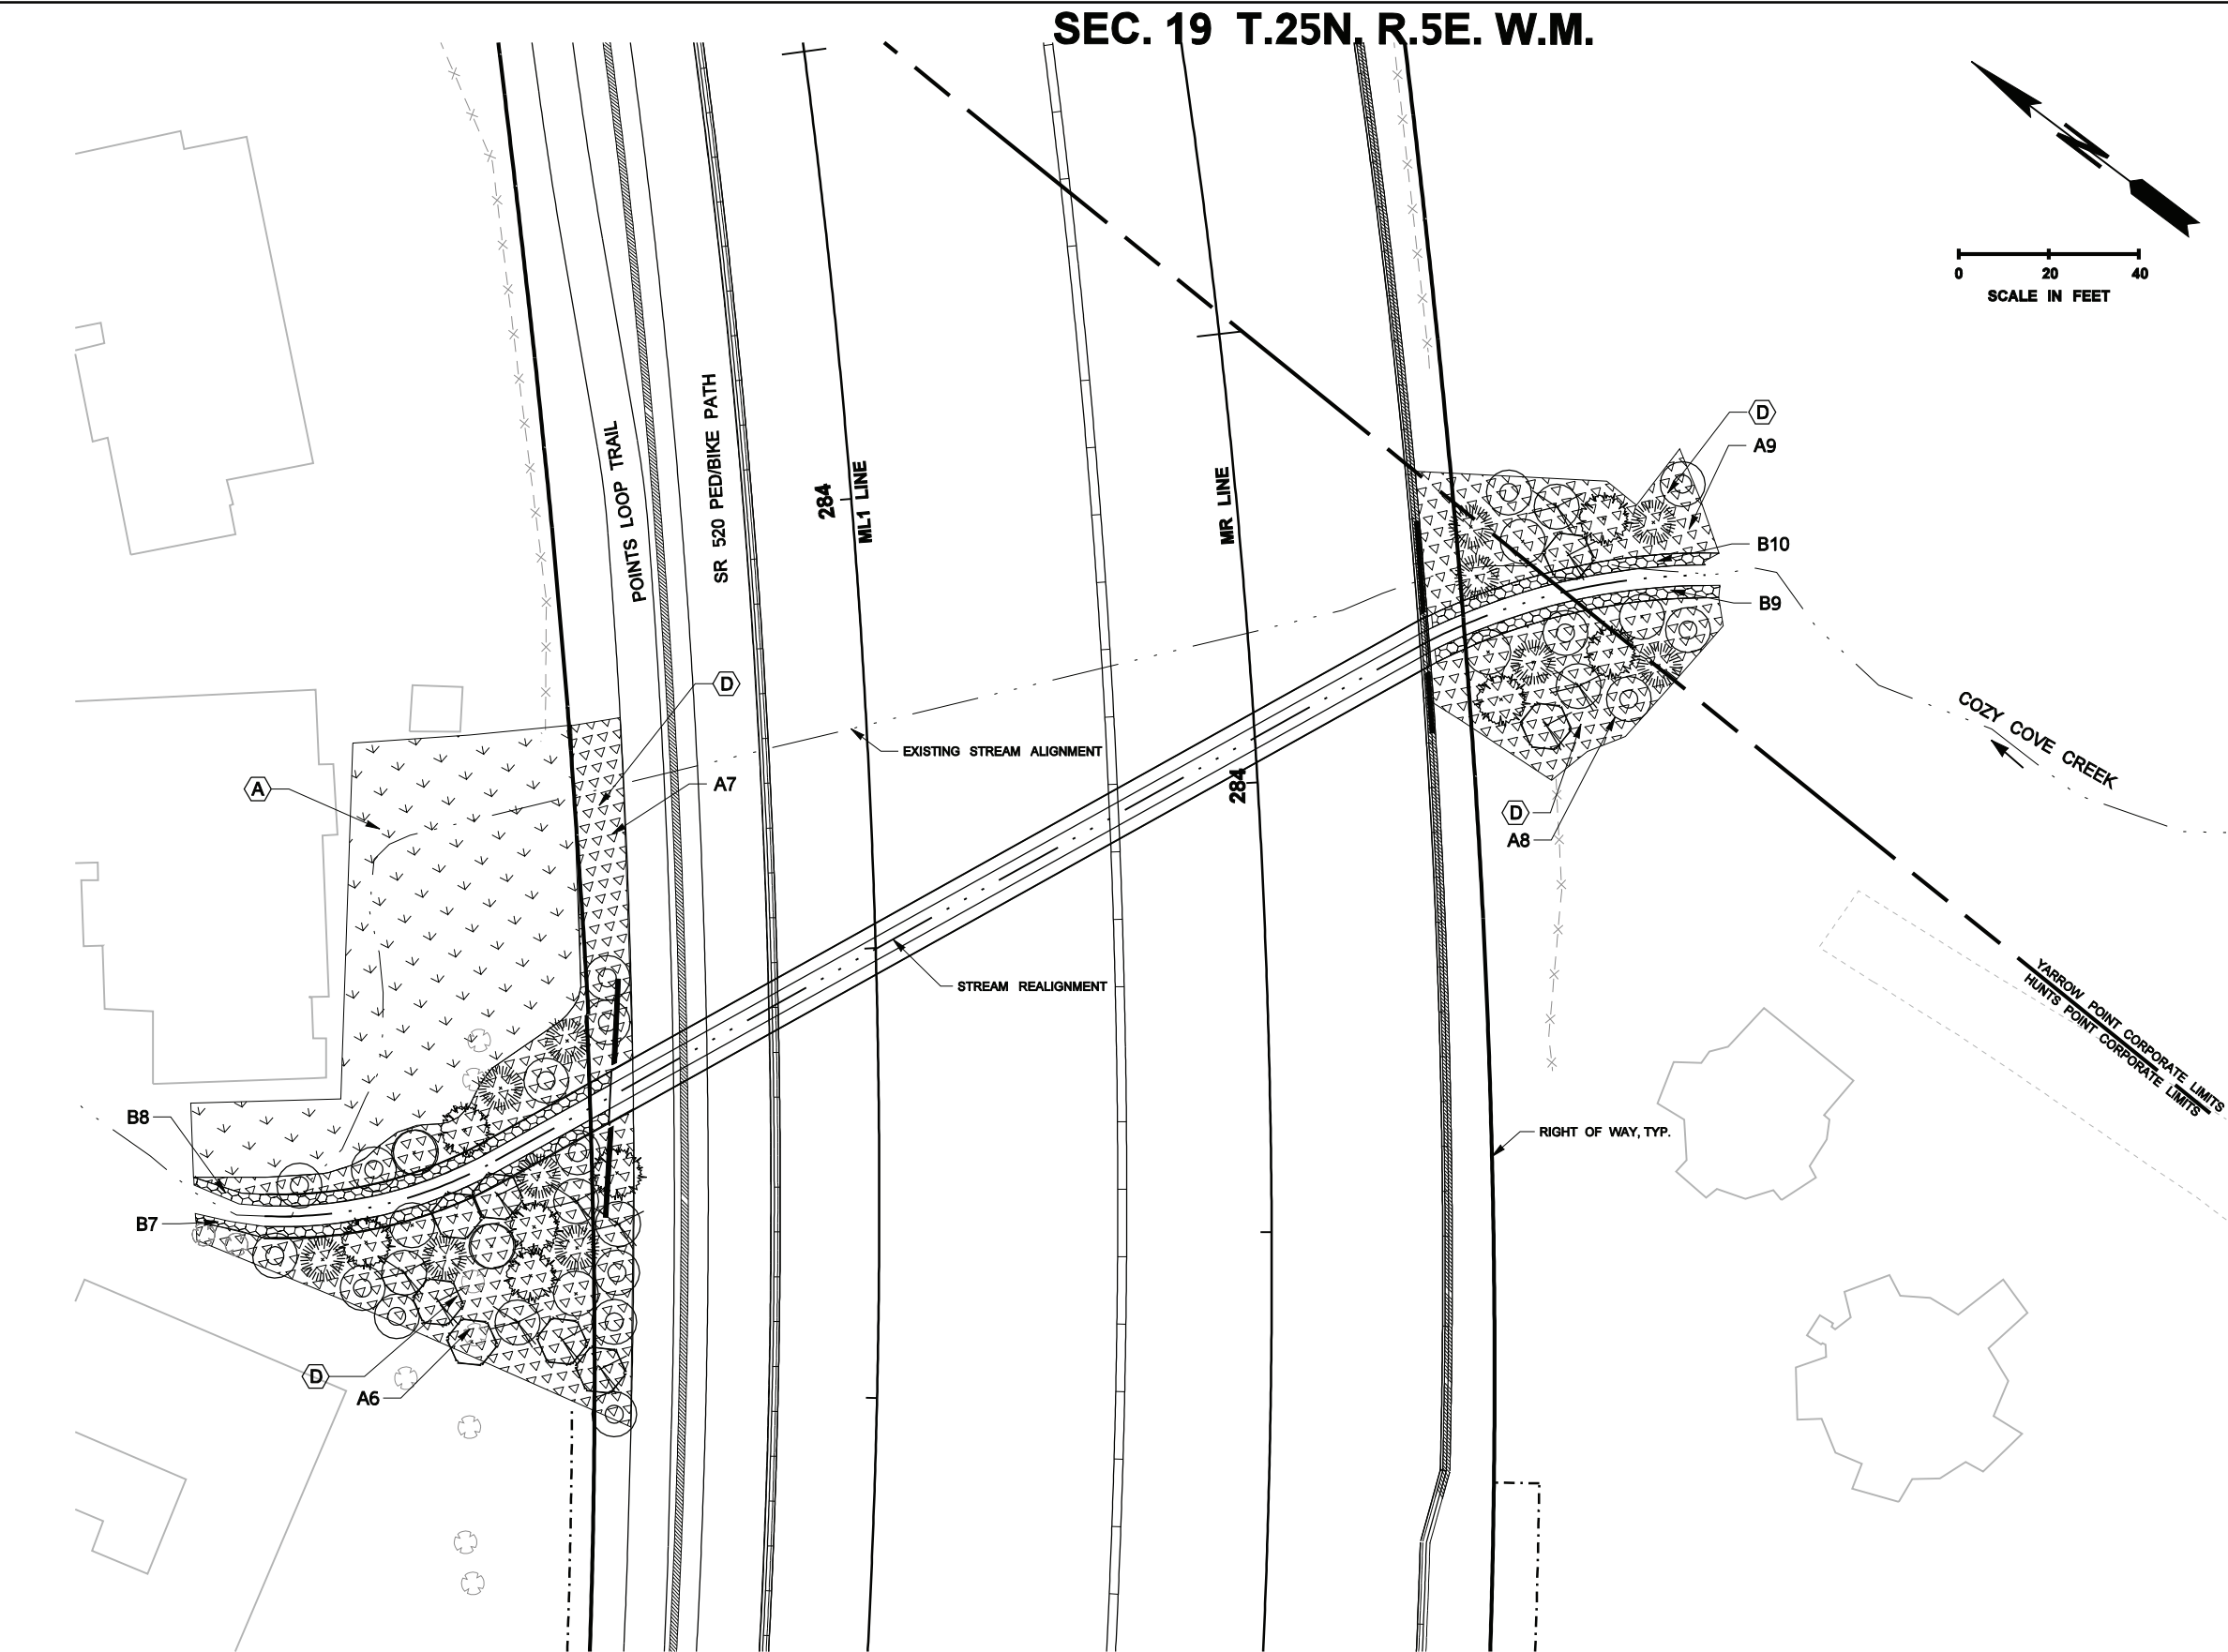 SEC. 19 T.25N. R.5E. W.M.
N
0 20 40
SCALE IN FEET
POINTS LOOP TRAIL
SR 520 PED/BIKE PATH
284
ML1 LINE
MR LINE
D
A9
B10
B9
D
EXISTING STREAM ALIGNMENT
A7
A
284
D
A8
COZY COVE CREEK
STREAM REALIGNMENT
YARROW POINT CORPORATE LIMITS
HUNTS POINT CORPORATE LIMITS
B8
B7
RIGHT OF WAY, TYP.
D
A6